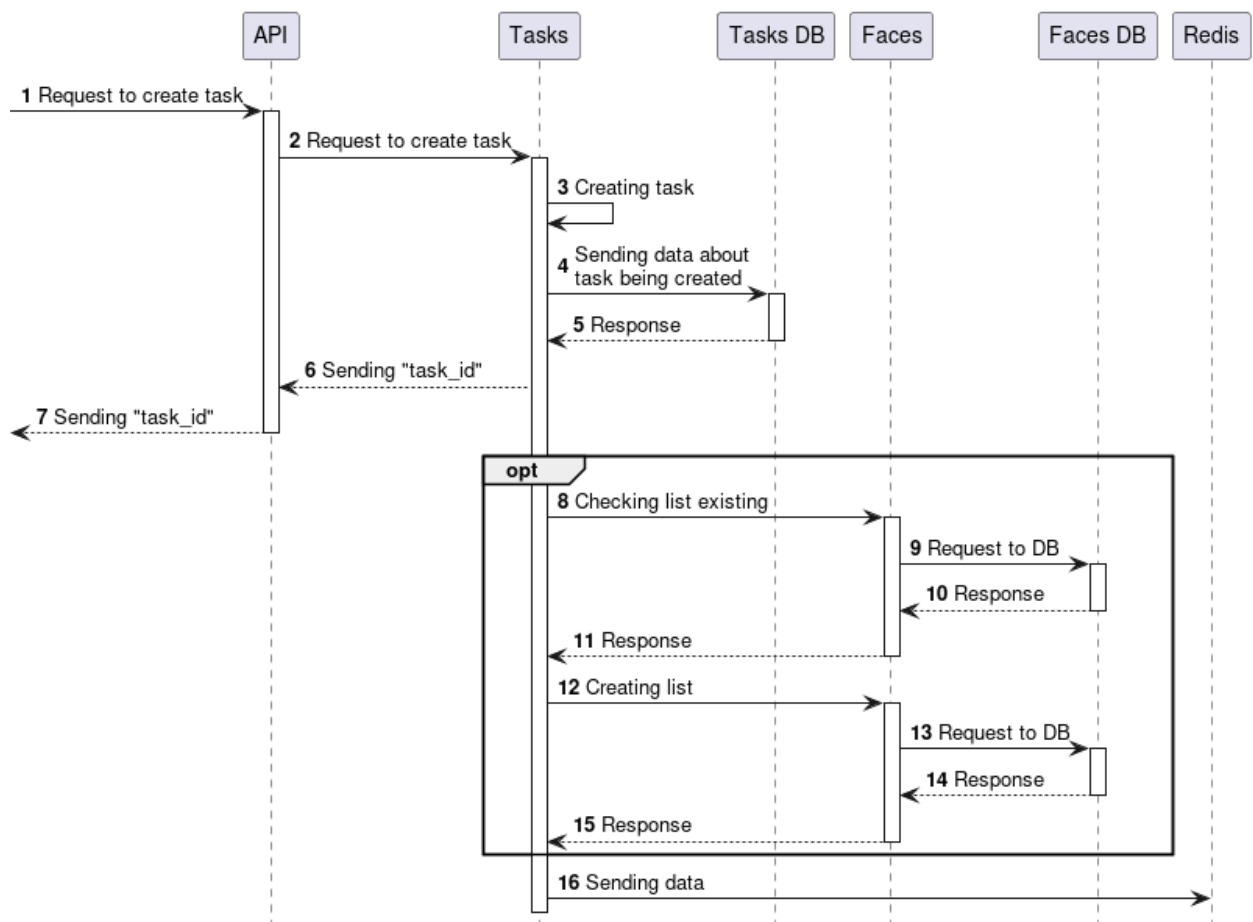 API
Tasks
Tasks DB
Faces
Faces DB
Redis
1 Request to create task
2 Request to create task
3 Creating task
4 Sending data about
task being created
5 Response
6 Sending "task_id"
7 Sending "task_id"
opt
8 Checking list existing
9 Request to DB
10 Response
11 Response
12 Creating list
13 Request to DB
14 Response
15 Response
16 Sending data